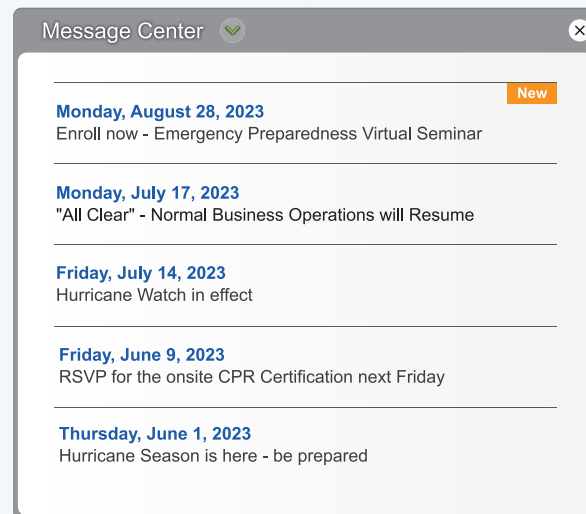 Message Center
New
Monday, August 28, 2023
Enroll now - Emergency Preparedness Virtual Seminar
Monday, July 17, 2023
"All Clear" - Normal Business Operations will Resume
Friday, July 14, 2023
Hurricane Watch in effect
Friday, June 9, 2023
RSVP for the onsite CPR Certification next Friday
Thursday, June 1, 2023
Hurricane Season is here - be prepared